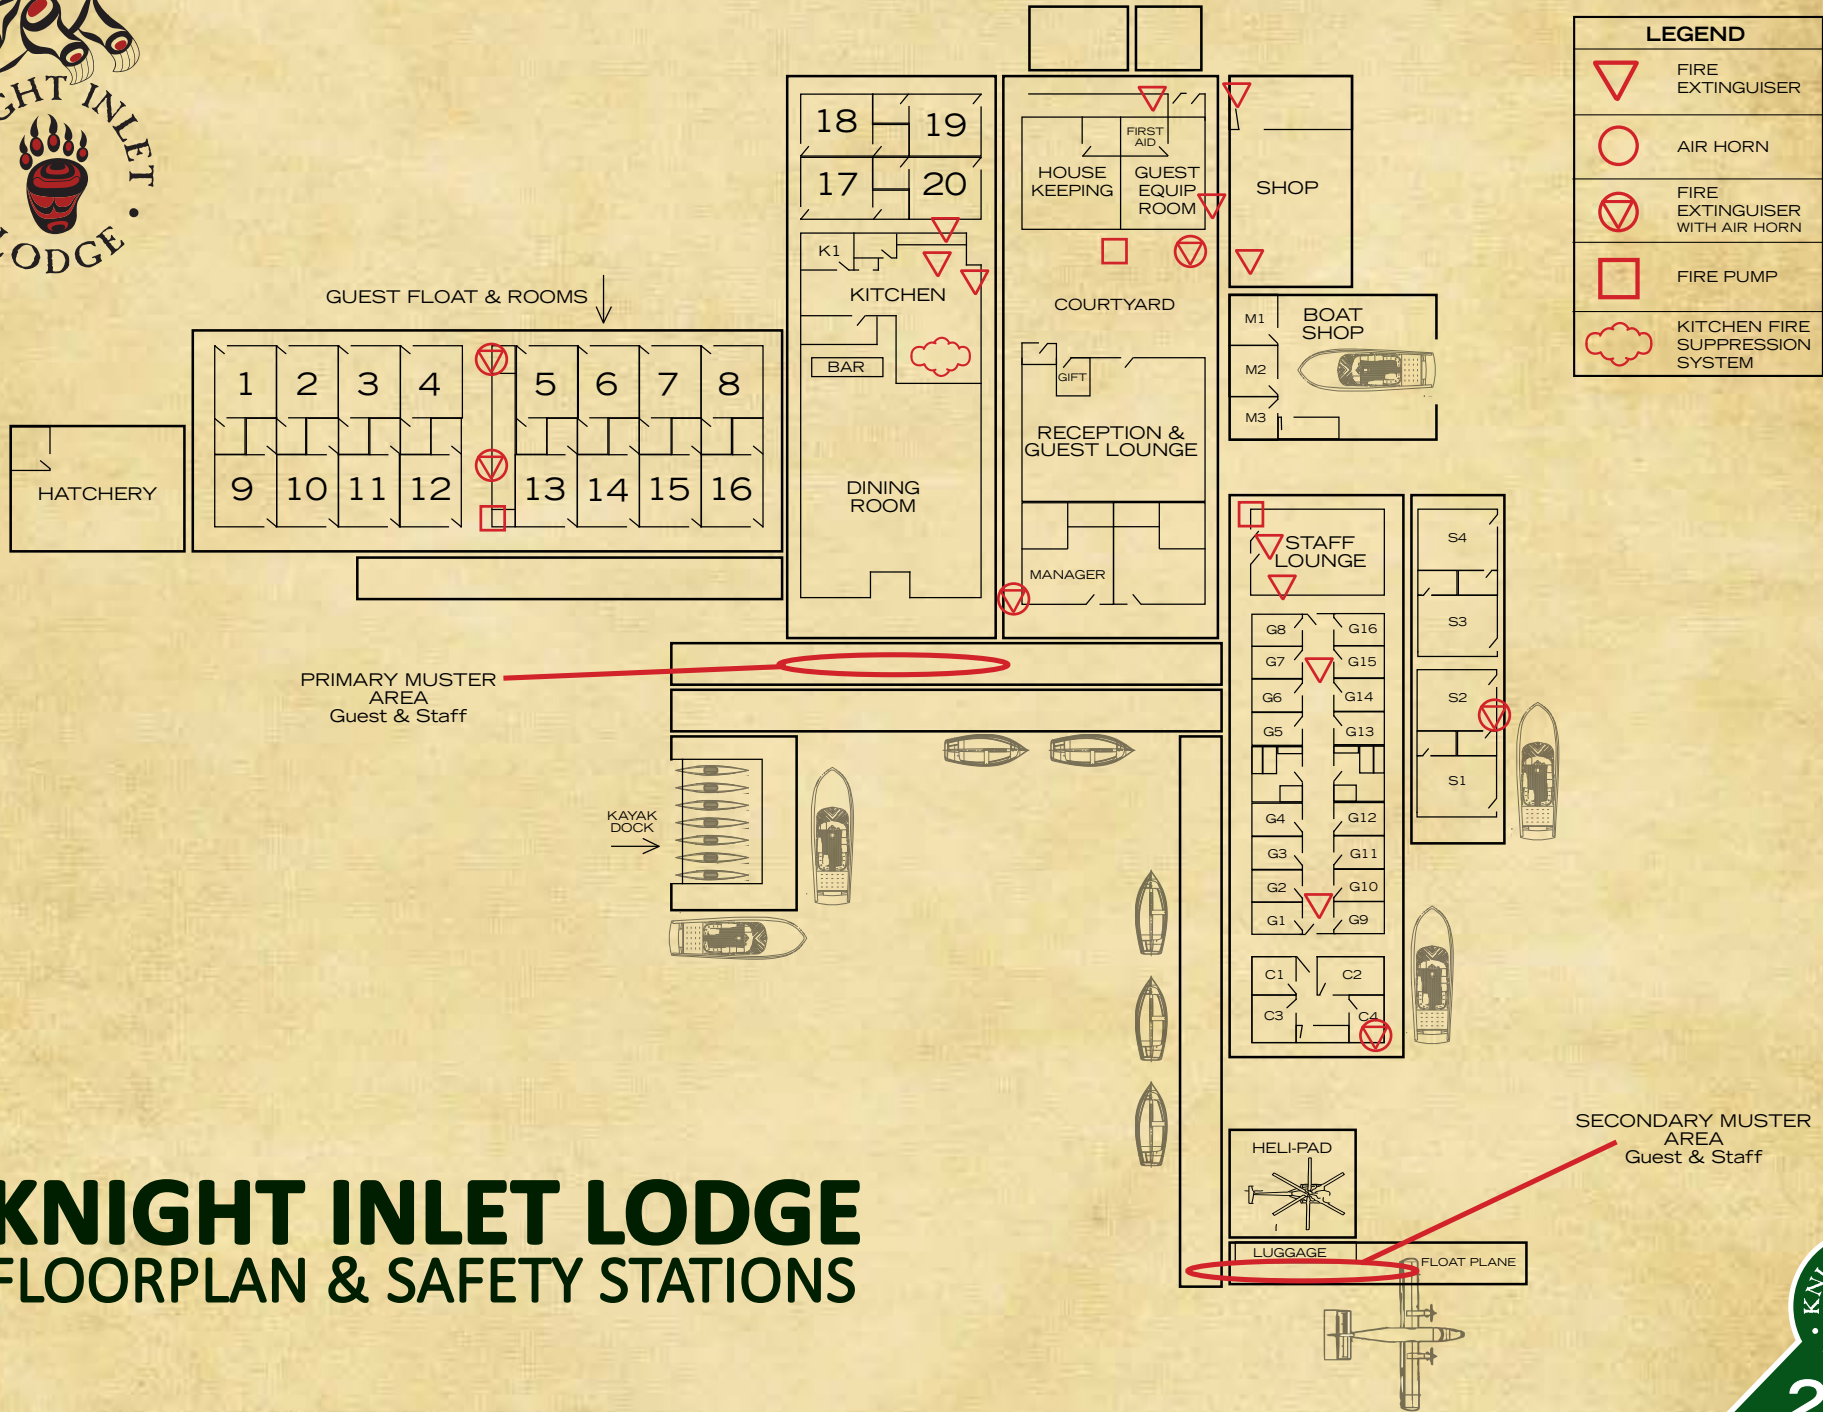 GHT INLET
LODGE
LEGEND
FIRE
EXTINGUISER
AIR HORN
FIRE
EXTINGUISER
WITH AIR HORN
FIRE PUMP
KITCHEN FIRE
SUPPRESSION
SYSTEM
18
19
17
20
K1
KITCHEN
BAR
DINING
ROOM
FIRST
AID
HOUSE
KEEPING
GUEST
EQUIP
ROOM
COURTYARD
GIFT
RECEPTION &
GUEST LOUNGE
MANAGER
SHOP
M1
BOAT
SHOP
M2
M3
GUEST FLOAT & ROOMS
1
2
3
4
5
6
7
8
9
10
11
12
13
14
15
16
HATCHERY
STAFF
LOUNGE
G8
G16
G7
G15
G6
G14
G5
G13
G4
G12
G3
G11
G2
G10
G1
G9
C1
C2
C3
C4
S4
S3
S2
S1
PRIMARY MUSTER
AREA
Guest & Staff
KAYAK
DOCK
HELI-PAD
LUGGAGE
FLOAT PLANE
SECONDARY MUSTER
AREA
Guest & Staff
KNIGHT INLET LODGE
FLOORPLAN & SAFETY STATIONS